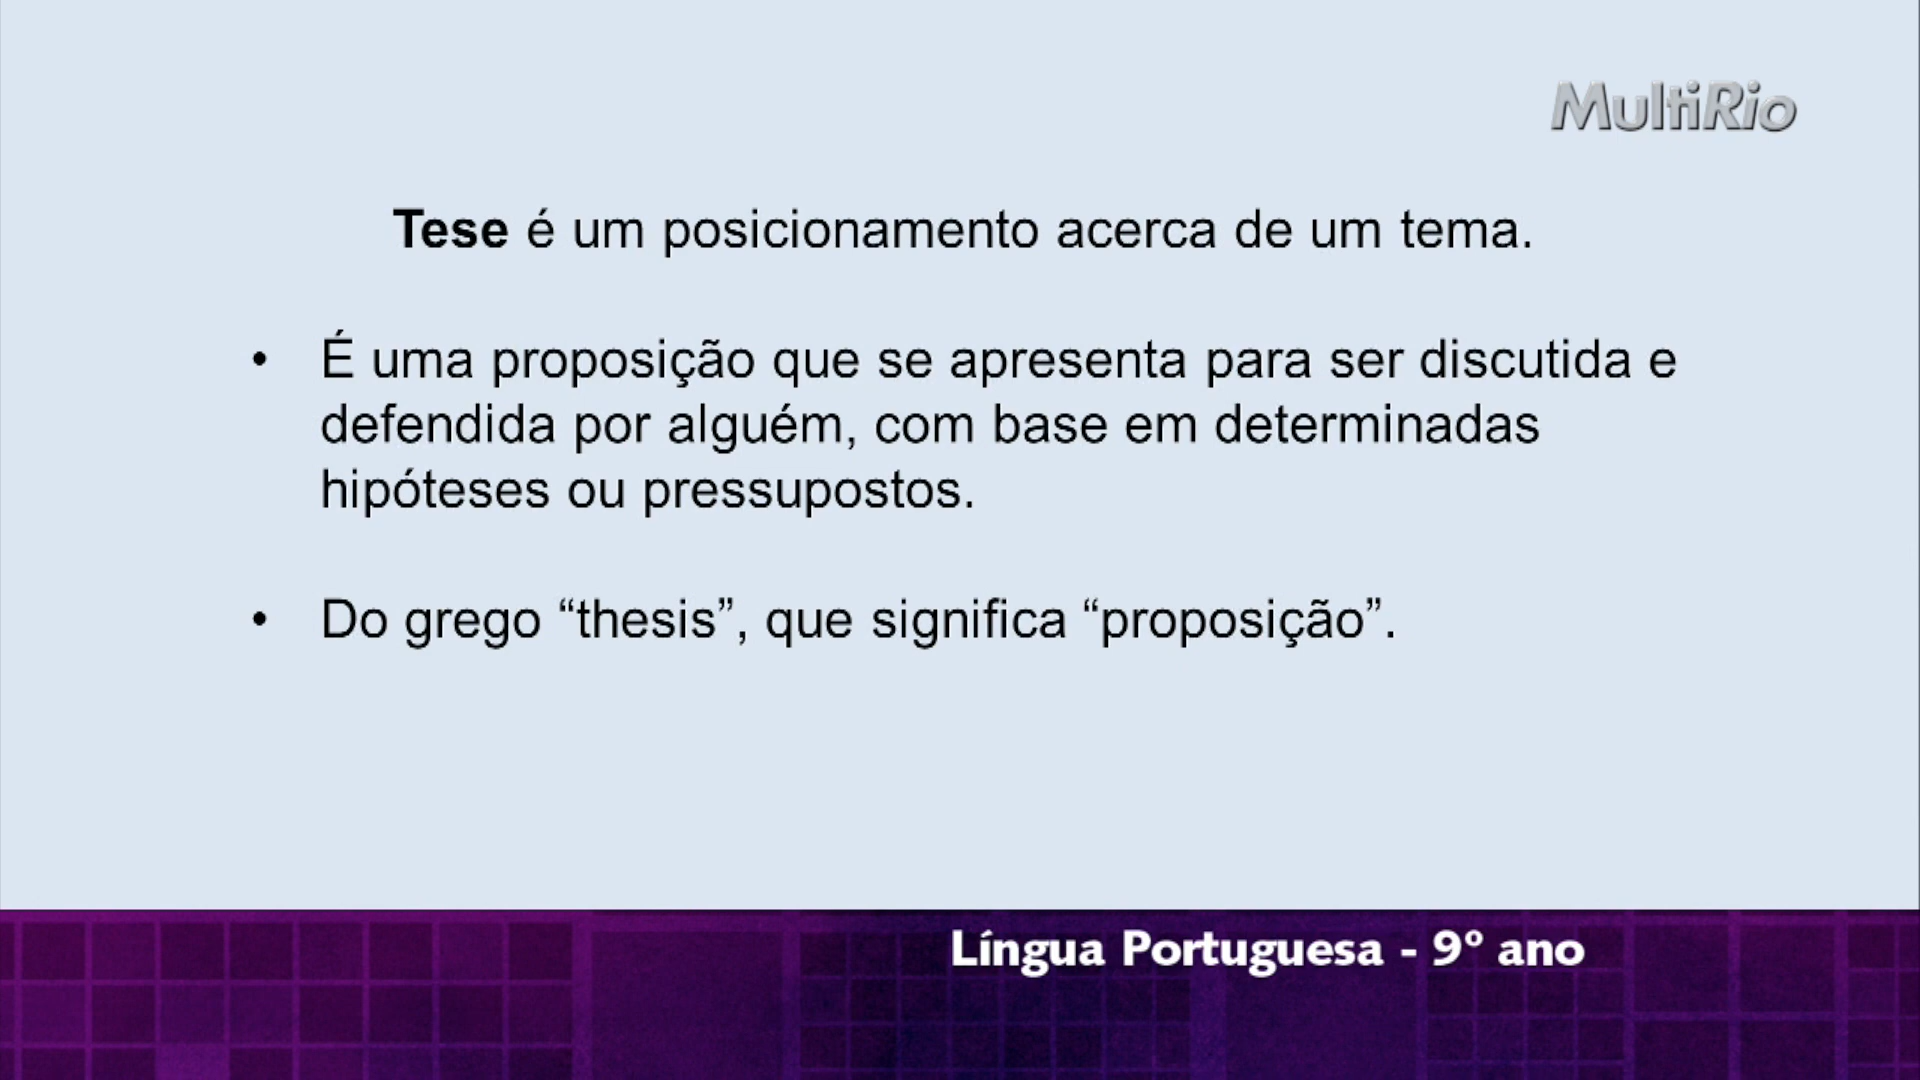 MultiRio
Tese é um posicionamento acerca de um tema.
• É uma proposição que se apresenta para ser discutida e
defendida por alguém, com base em determinadas
hipóteses ou pressupostos.
• Do grego “thesis”, que significa “proposição”.
Língua Portuguesa - 9º ano